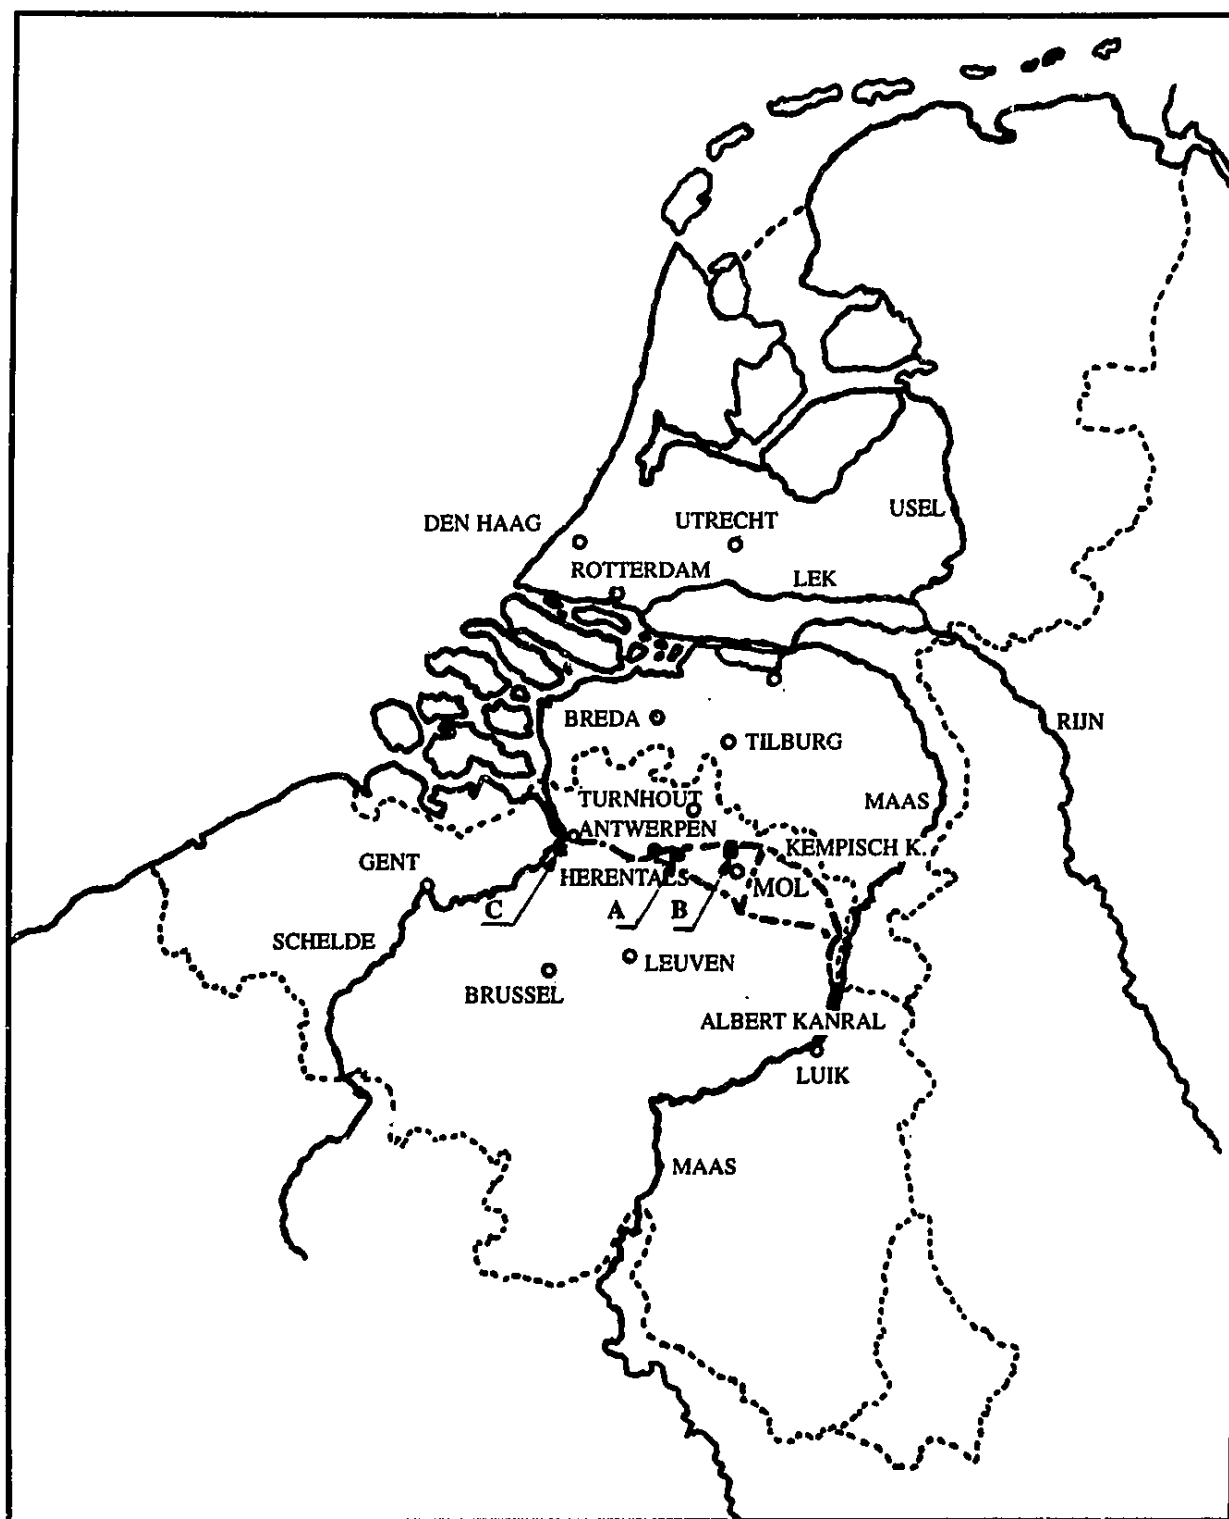 DEN HAAG
UTRECHT
USEL
ROTTERDAM
LEK
BREDA
TILBURG
RIJN
TURNHOUT
MAAS
ANTWERPEN
KEMPISCH K.
GENT
HERENTALS
MOL
C
A
B
SCHELDE
LEUVEN
BRUSSEL
ALBERT KANRAL
LUIK
MAAS